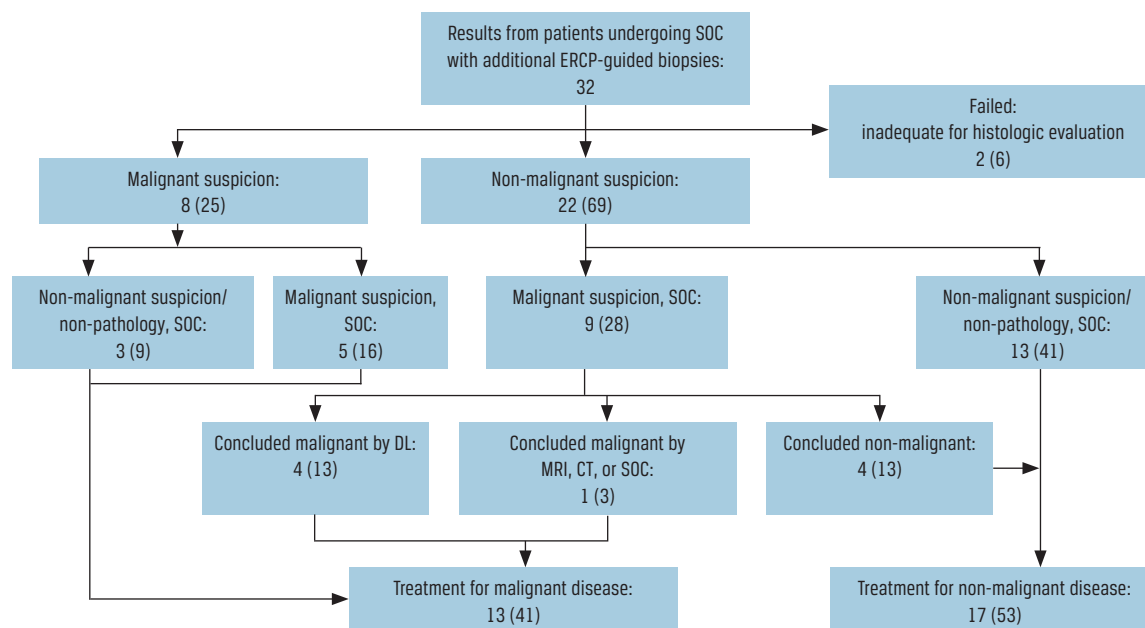 Results from patients undergoing SOC
with additional ERCP-guided biopsies:
32
Failed:
inadequate for histologic evaluation
2 (6)
Malignant suspicion:
8 (25)
Non-malignant suspicion:
22 (69)
Non-malignant suspicion/
non-pathology, SOC:
3 (9)
Malignant suspicion,
SOC:
5 (16)
Malignant suspicion, SOC:
9 (28)
Non-malignant suspicion/
non-pathology, SOC:
13 (41)
Concluded malignant by DL:
4 (13)
Concluded malignant by
MRI, CT, or SOC:
1 (3)
Concluded non-malignant:
4 (13)
Treatment for malignant disease:
13 (41)
Treatment for non-malignant disease:
17 (53)